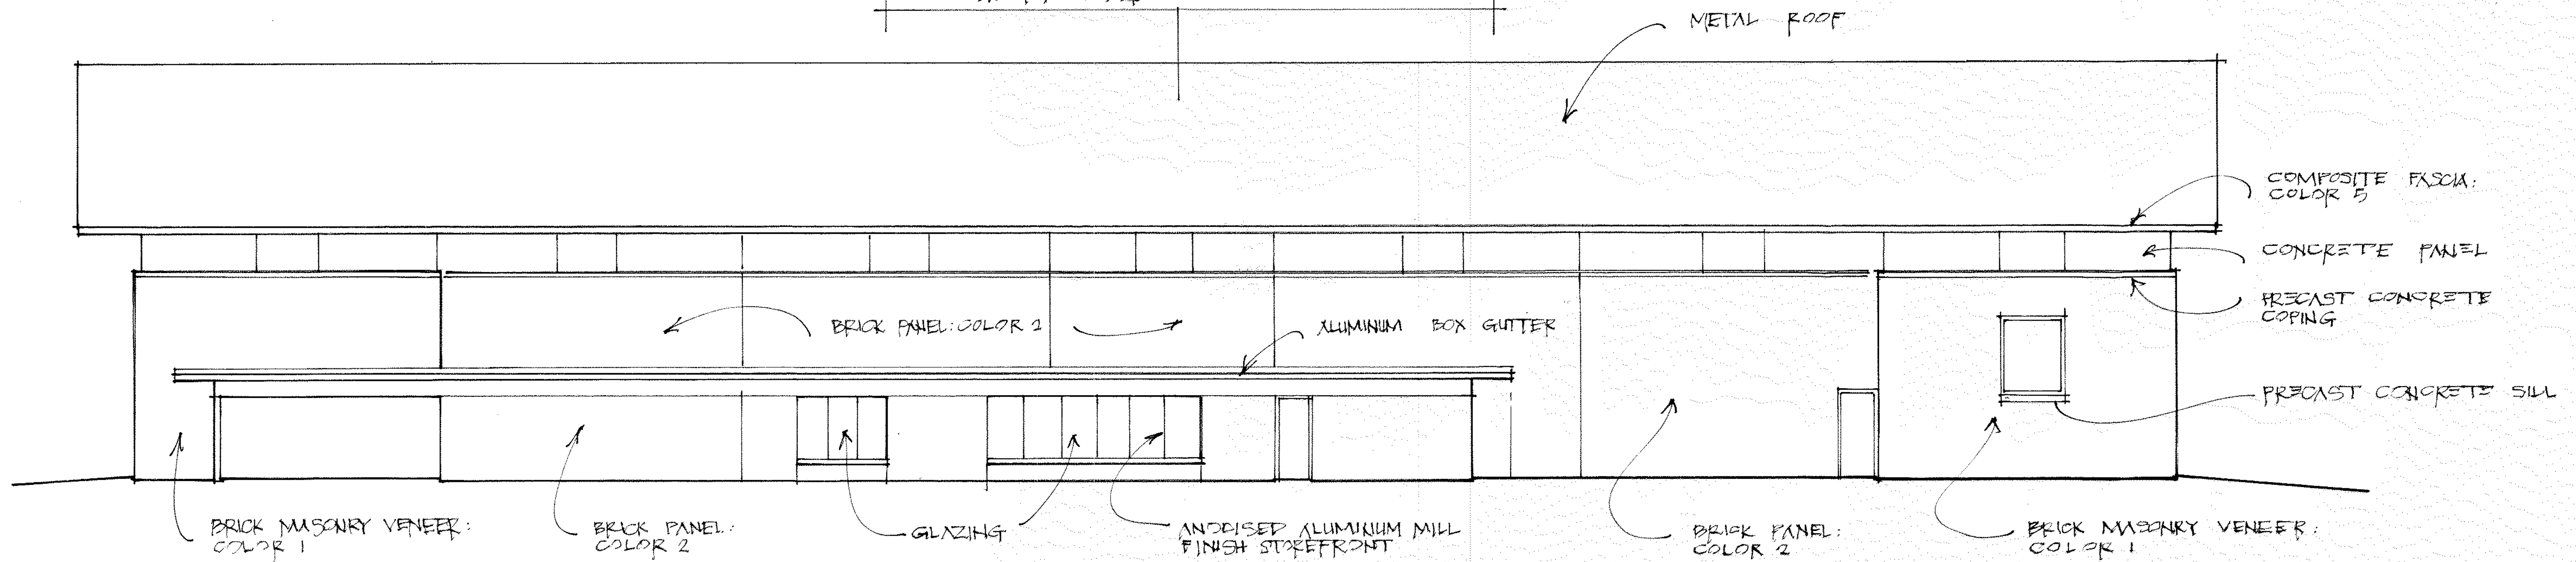 METAL ROOF
COMPOSITE FASCIA:
COLOR 5
CONCRETE PANEL
PRECAST CONCRETE
COPING
BRICK PANEL: COLOR 2
ALUMINUM BOX GUTTER
PRECAST CONCRETE SILL
BRICK MASONRY VENEER:
COLOR 1
BRICK PANEL:
COLOR 2
GLAZING
ANODISED ALUMINIUM MILL
FINISH STOREFRONT
BRICK PANEL:
COLOR 2
BRICK MASONRY VENEER:
COLOR 1